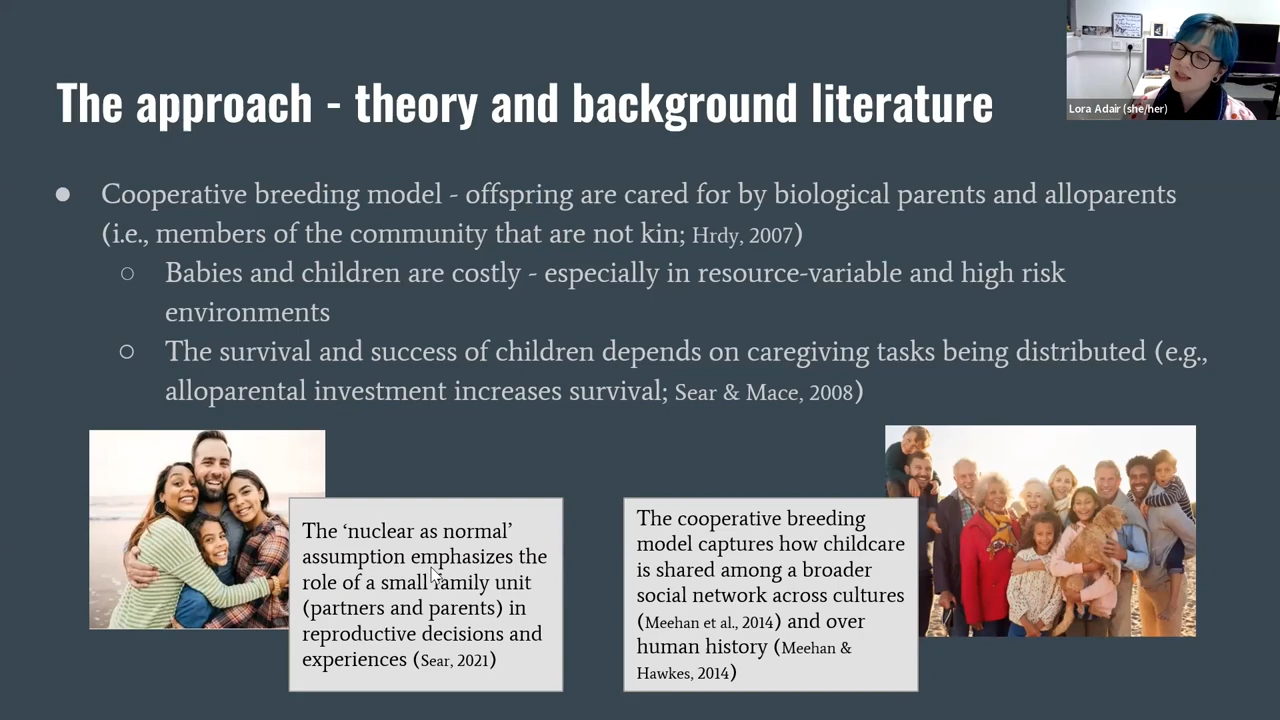 Lora Adair (she/her)
The approach - theory and background literature
● Cooperative breeding model - offspring are cared for by biological parents and alloparents
(i.e., members of the community that are not kin; Hrdy, 2007)
○ Babies and children are costly - especially in resource-variable and high risk
environments
○ The survival and success of children depends on caregiving tasks being distributed (e.g.,
alloparental investment increases survival; Sear & Mace, 2008)
The ‘nuclear as normal’
assumption emphasizes the
role of a small family unit
(partners and parents) in
reproductive decisions and
experiences (Sear, 2021)
The cooperative breeding
model captures how childcare
is shared among a broader
social network across cultures
(Meehan et al., 2014) and over
human history (Meehan &
Hawkes, 2014)